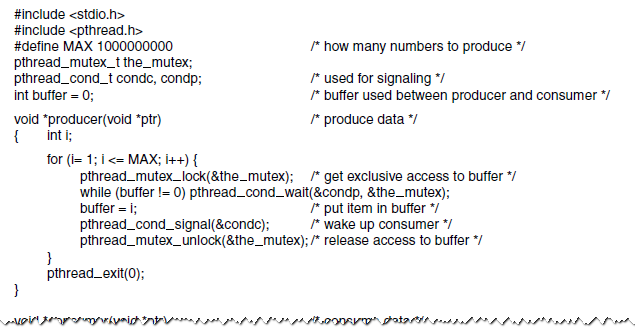 #include <stdio.h>
#include <pthread.h>
#define MAX 1000000000 /* how many numbers to produce */
pthread_mutex_t the_mutex;
pthread_cond_t condc, condp; /* used for signaling */
int buffer = 0; /* buffer used between producer and consumer */
void *producer(void *ptr) /* produce data */
{ int i;
for (i= 1; i <= MAX; i++) {
pthread_mutex_lock(&the_mutex); /* get exclusive access to buffer */
while (buffer != 0) pthread_cond_wait(&condp, &the_mutex);
buffer = i; /* put item in buffer */
pthread_cond_signal(&condc); /* wake up consumer */
pthread_mutex_unlock(&the_mutex); /* release access to buffer */
}
pthread_exit(0);
}